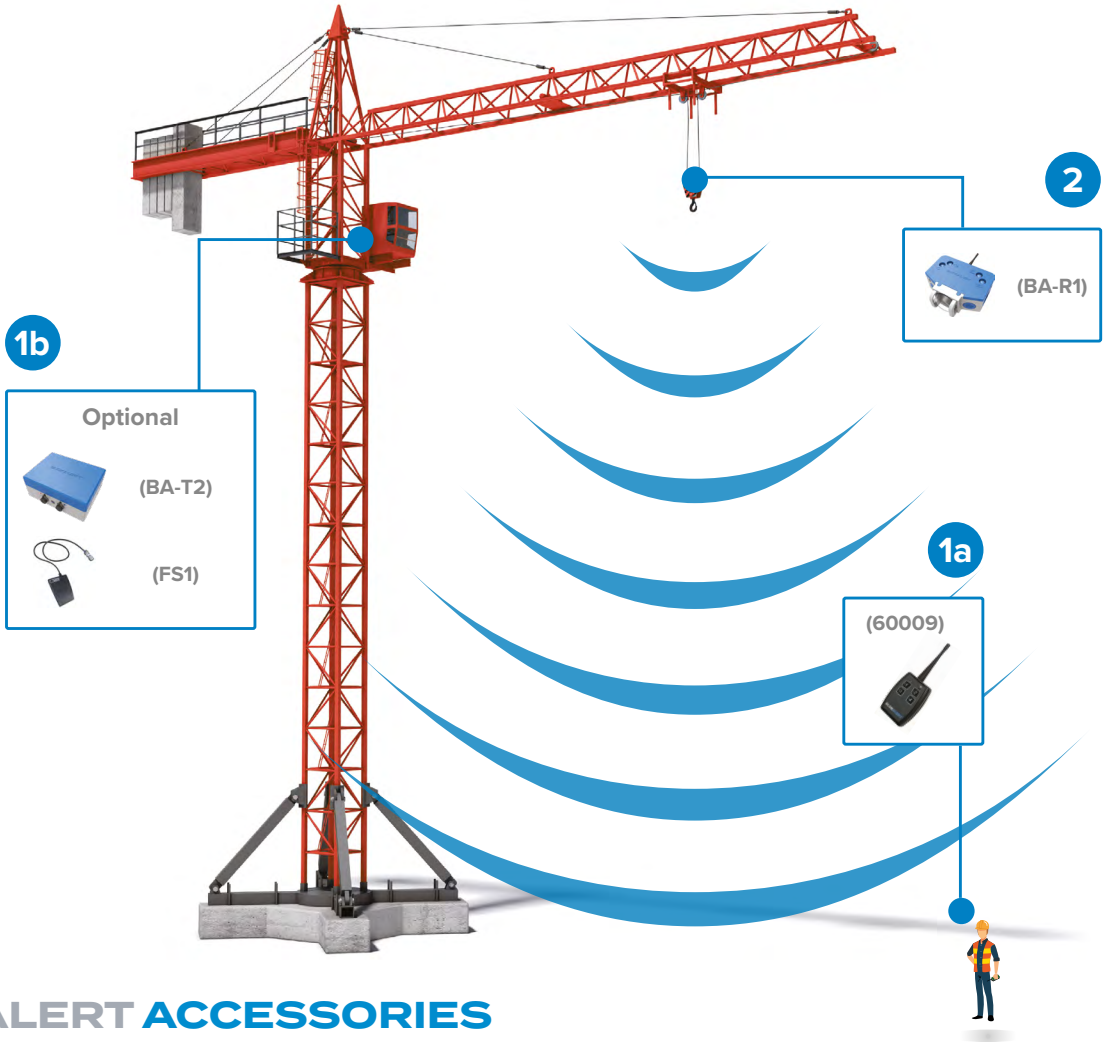 2
(BA-R1)
1b
Optional
(BA-T2)
(FS1)
1a
(60009)
ALERT ACCESSORIES